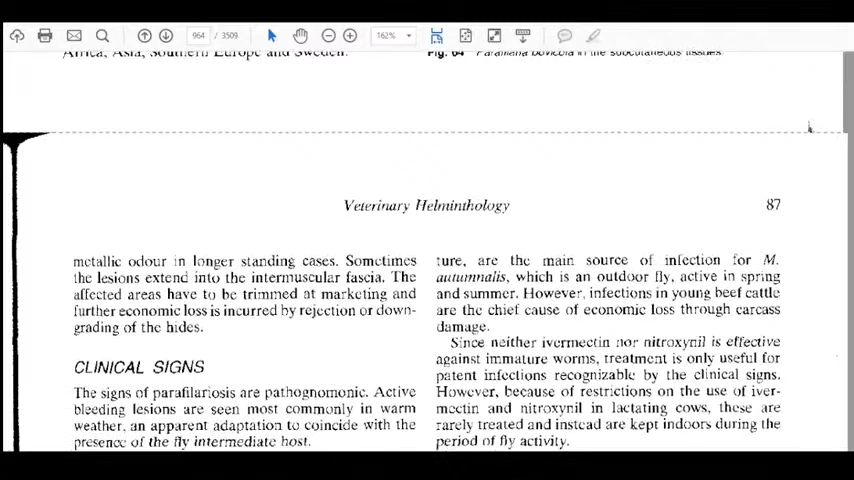 964 / 3509
162%
Africa, Asia, Southern Europe and Sweden.
Fig. 64 Parafilaria bovicola in the subcutaneous tissues.
Veterinary Helminthology
87
metallic odour in longer standing cases. Sometimes
the lesions extend into the intermuscular fascia. The
affected areas have to be trimmed at marketing and
further economic loss is incurred by rejection or down-
grading of the hides.
CLINICAL SIGNS
The signs of parafilariosis are pathognomonic. Active
bleeding lesions are seen most commonly in warm
weather, an apparent adaptation to coincide with the
presence of the fly intermediate host.
ture, are the main source of infection for M.
autumnalis, which is an outdoor fly, active in spring
and summer. However, infections in young beef cattle
are the chief cause of economic loss through carcass
damage.
Since neither ivermectin nor nitroxynil is effective
against immature worms, treatment is only useful for
patent infections recognizable by the clinical signs.
However, because of restrictions on the use of iver-
mectin and nitroxynil in lactating cows, these are
rarely treated and instead are kept indoors during the
period of fly activity.